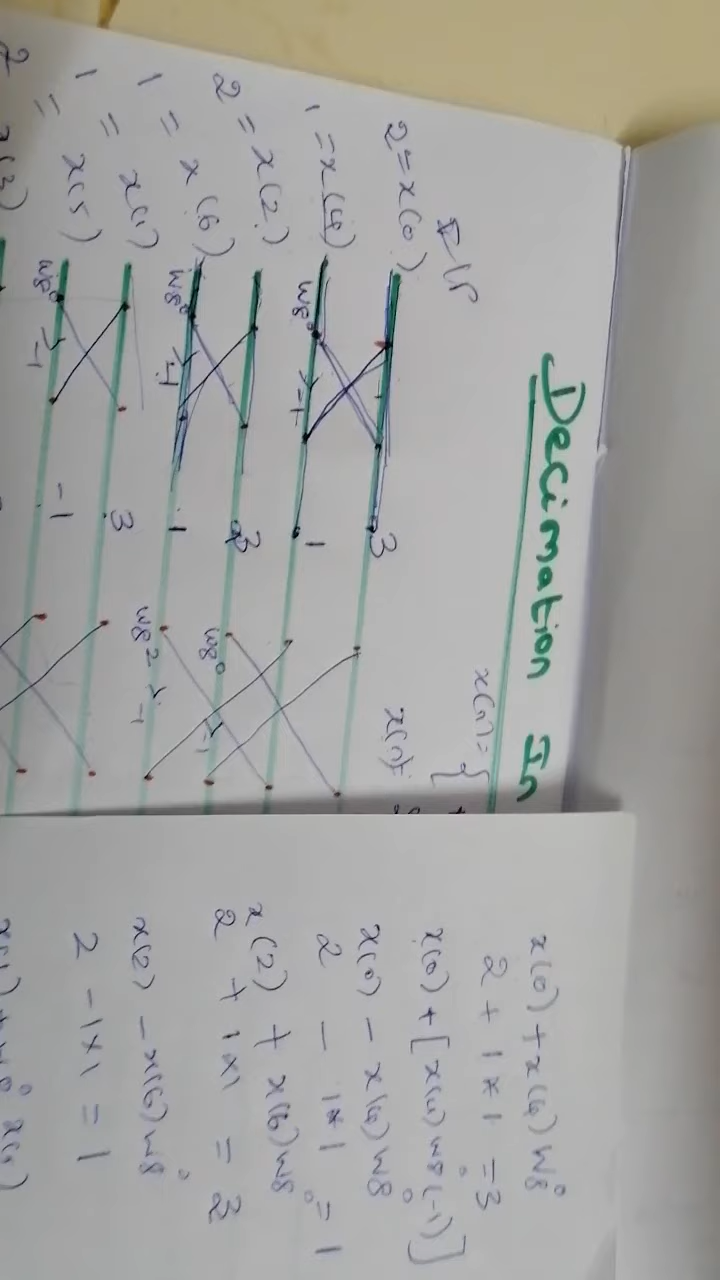 Decimation In
x(n) = {
x(n) =
I/P
2 = x(0)
3
1 = x(4)
W8⁰
-1
1
2 = x(2)
3
W8⁰
-1
1 = x(6)
W8⁰
-1
1
W8²
-1
1 = x(1)
3
1 = x(5)
W8⁰
-1
-1
2 = x(3)
x(0) + x(4) W8⁰
2 + 1*1 = 3
x(0) + [x(4) W8⁰(-1)]
x(0) - x(4) W8⁰
2 - 1*1 = 1
x(2) + x(6) W8⁰
2 + 1×1 = 3
x(2) - x(6) W8⁰
2 - 1×1 = 1